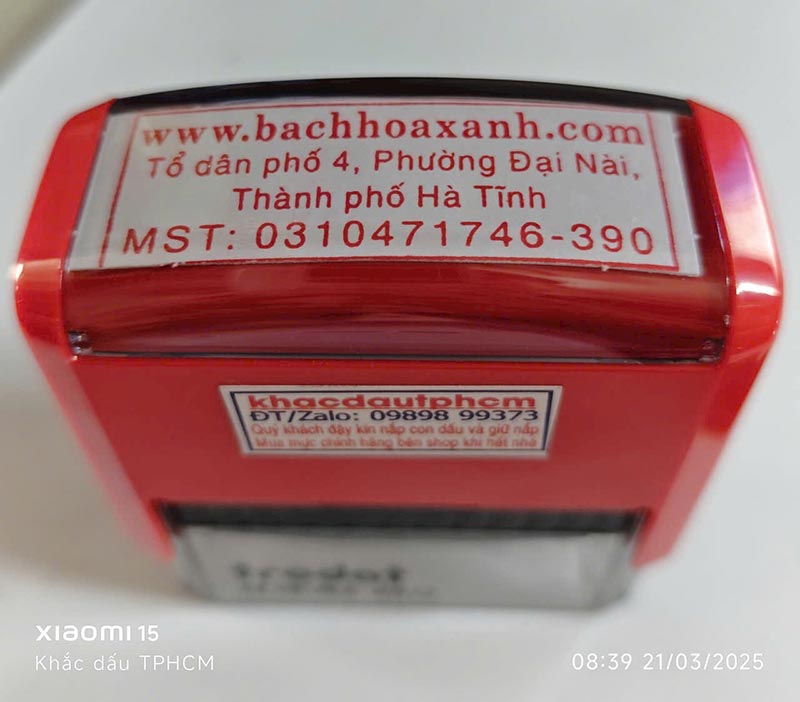 www.bachhoaxanh.com
Tổ dân phố 4, Phường Đại Nài,
Thành phố Hà Tĩnh
MST: 0310471746-390
khacdautphcm
ĐT/Zalo: 09898 99373
Quý khách đậy kín nắp con dấu và giữ nắp
Mua mực chính hãng bên shop khi hết nhé
trodat
XIAOMI 15
Khắc dấu TPHCM
08:39 21/03/2025